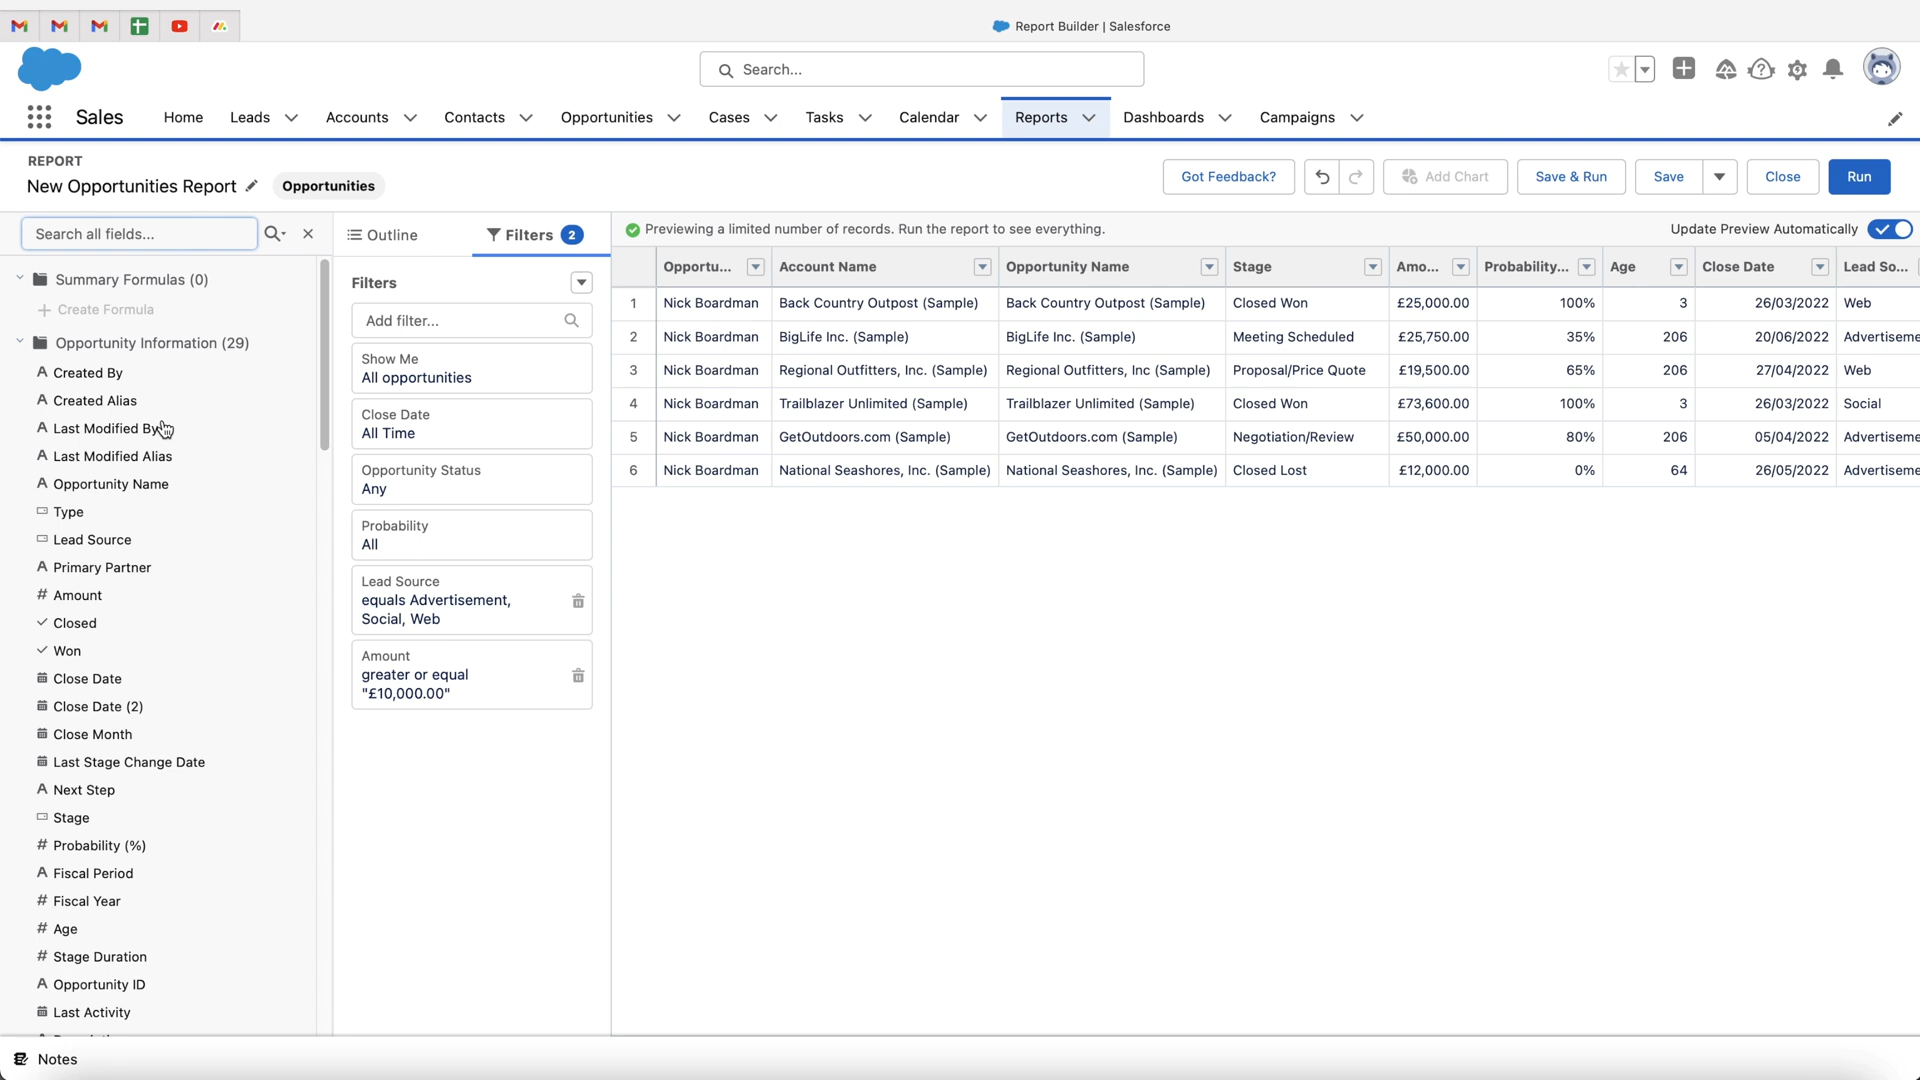 Report Builder | Salesforce
Search...
Sales
Home
Leads
Accounts
Contacts
Opportunities
Cases
Tasks
Calendar
Reports
Dashboards
Campaigns
REPORT
New Opportunities Report
Opportunities
Got Feedback?
Add Chart
Save & Run
Save
Close
Run
Search all fields...
Outline
Filters 2
Previewing a limited number of records. Run the report to see everything.
Update Preview Automatically
Summary Formulas (0)
Create Formula
Opportunity Information (29)
Created By
Created Alias
Last Modified By
Last Modified Alias
Opportunity Name
Type
Lead Source
Primary Partner
Amount
Closed
Won
Close Date
Close Date (2)
Close Month
Last Stage Change Date
Next Step
Stage
Probability (%)
Fiscal Period
Fiscal Year
Age
Stage Duration
Opportunity ID
Last Activity
Filters
Add filter...
Show Me
All opportunities
Close Date
All Time
Opportunity Status
Any
Probability
All
Lead Source
equals Advertisement,
Social, Web
Amount
greater or equal
"£10,000.00"
Opportu... Account Name Opportunity Name Stage Amo... Probability... Age Close Date Lead So...
1 Nick Boardman Back Country Outpost (Sample) Back Country Outpost (Sample) Closed Won £25,000.00 100% 3 26/03/2022 Web
2 Nick Boardman BigLife Inc. (Sample) BigLife Inc. (Sample) Meeting Scheduled £25,750.00 35% 206 20/06/2022 Advertiseme
3 Nick Boardman Regional Outfitters, Inc. (Sample) Regional Outfitters, Inc (Sample) Proposal/Price Quote £19,500.00 65% 206 27/04/2022 Web
4 Nick Boardman Trailblazer Unlimited (Sample) Trailblazer Unlimited (Sample) Closed Won £73,600.00 100% 3 26/03/2022 Social
5 Nick Boardman GetOutdoors.com (Sample) GetOutdoors.com (Sample) Negotiation/Review £50,000.00 80% 206 05/04/2022 Advertiseme
6 Nick Boardman National Seashores, Inc. (Sample) National Seashores, Inc. (Sample) Closed Lost £12,000.00 0% 64 26/05/2022 Advertiseme
Notes